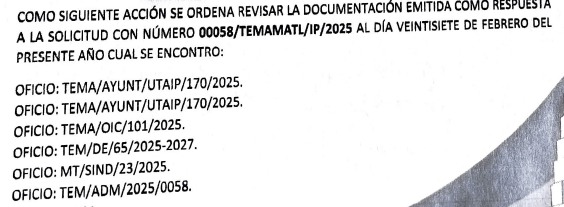 COMO SIGUIENTE ACCIÓN SE ORDENA REVISAR LA DOCUMENTACIÓN EMITIDA COMO RESPUESTA
A LA SOLICITUD CON NÚMERO 00058/TEMAMATL/IP/2025 AL DÍA VEINTISIETE DE FEBRERO DEL
PRESENTE AÑO CUAL SE ENCONTRO:
OFICIO: TEMA/AYUNT/UTAIP/170/2025.
OFICIO: TEMA/AYUNT/UTAIP/170/2025.
OFICIO: TEMA/OIC/101/2025.
OFICIO: TEM/DE/65/2025-2027.
OFICIO: MT/SIND/23/2025.
OFICIO: TEM/ADM/2025/0058.